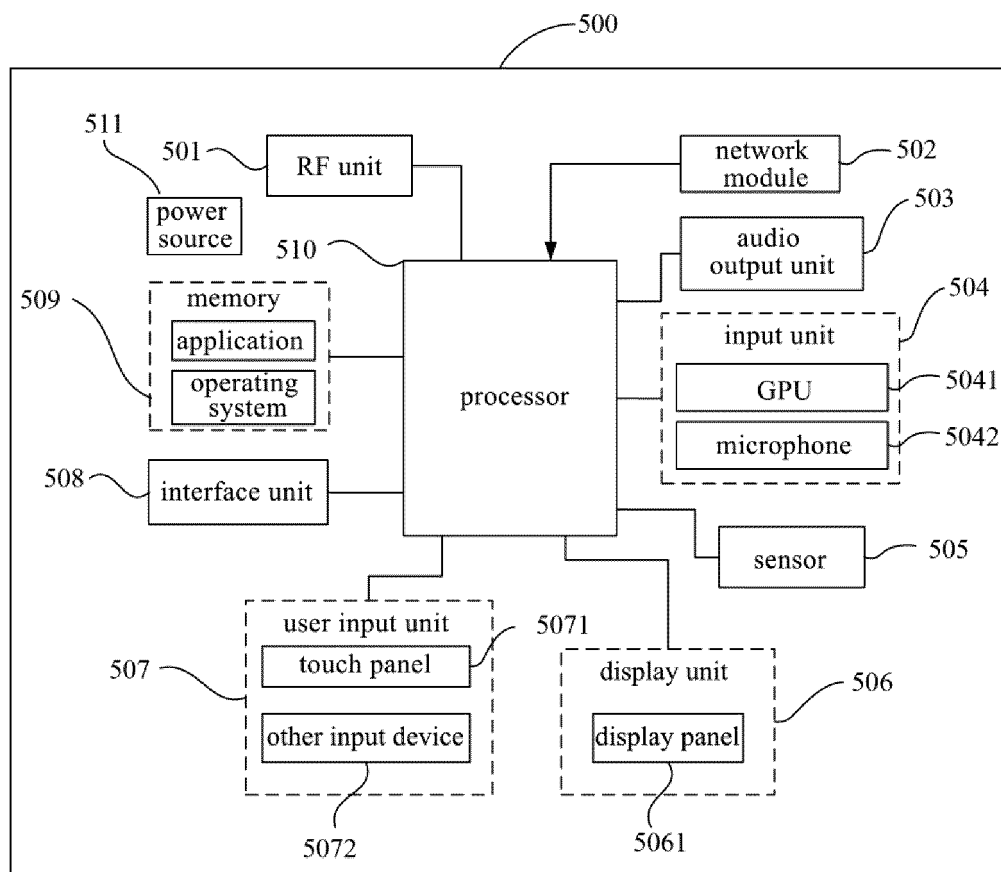 500
511
501
RF unit
network
module
502
power
source
503
audio
output unit
510
509
memory
application
operating
system
processor
504
input unit
GPU
5041
microphone
5042
508
interface unit
sensor
505
user input unit
5071
touch panel
507
other input device
5072
display unit
506
display panel
5061